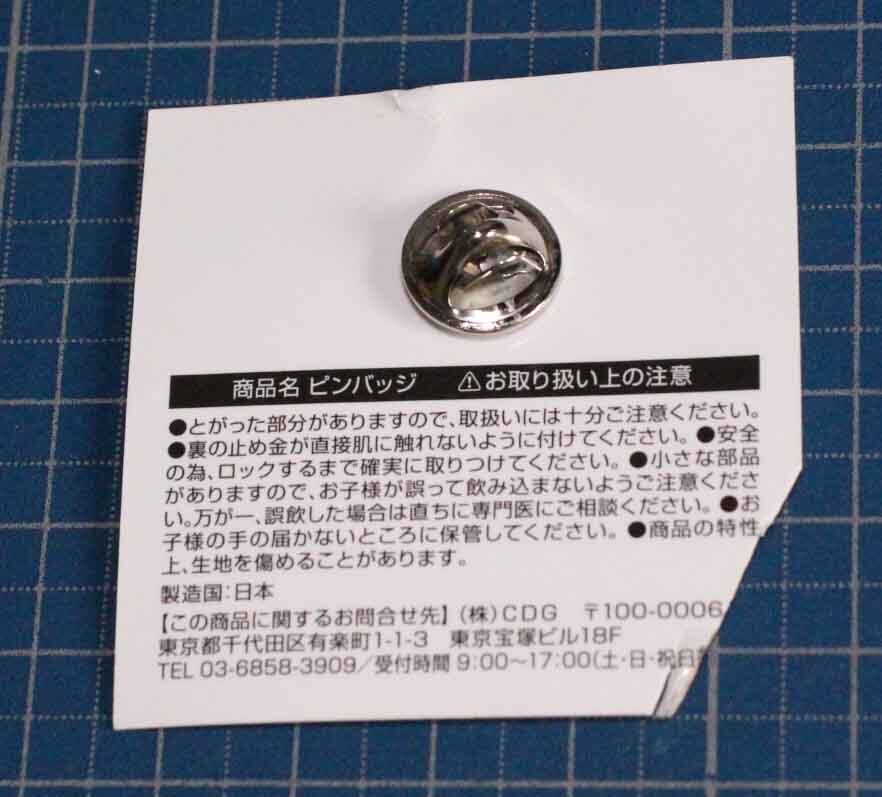 商品名 ピンバッジ ⚠お取り扱い上の注意
●とがった部分がありますので、取扱いには十分ご注意ください。
●裏の止め金が直接肌に触れないように付けてください。●安全
の為、ロックするまで確実に取りつけてください。●小さな部品
がありますので、お子様が誤って飲み込まないようご注意くださ
い。万が一、誤飲した場合は直ちに専門医にご相談ください。●お
子様の手の届かないところに保管してください。●商品の特性
上、生地を傷めることがあります。
製造国:日本
【この商品に関するお問合せ先】(株)CDG 〒100-0006
東京都千代田区有楽町1-1-3 東京宝塚ビル18F
TEL 03-6858-3909/受付時間 9:00〜17:00(土・日・祝日